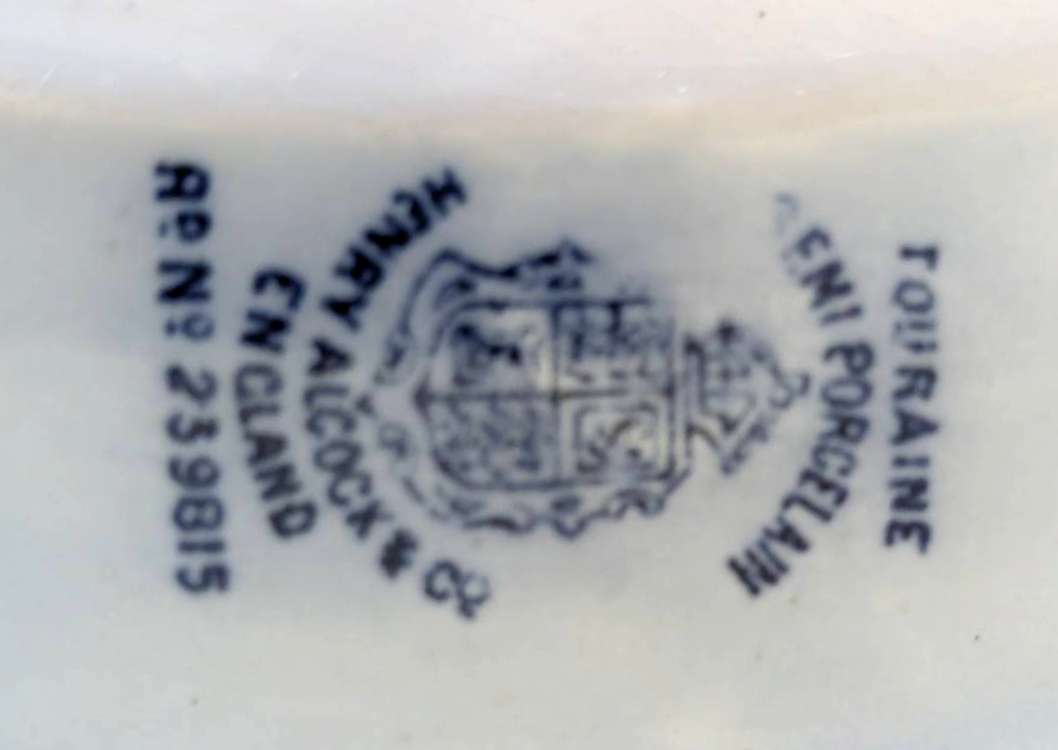 TOURAINE
SEMI PORCELAIN
HENRY ALCOCK & Co
ENGLAND
Rd. No 239815